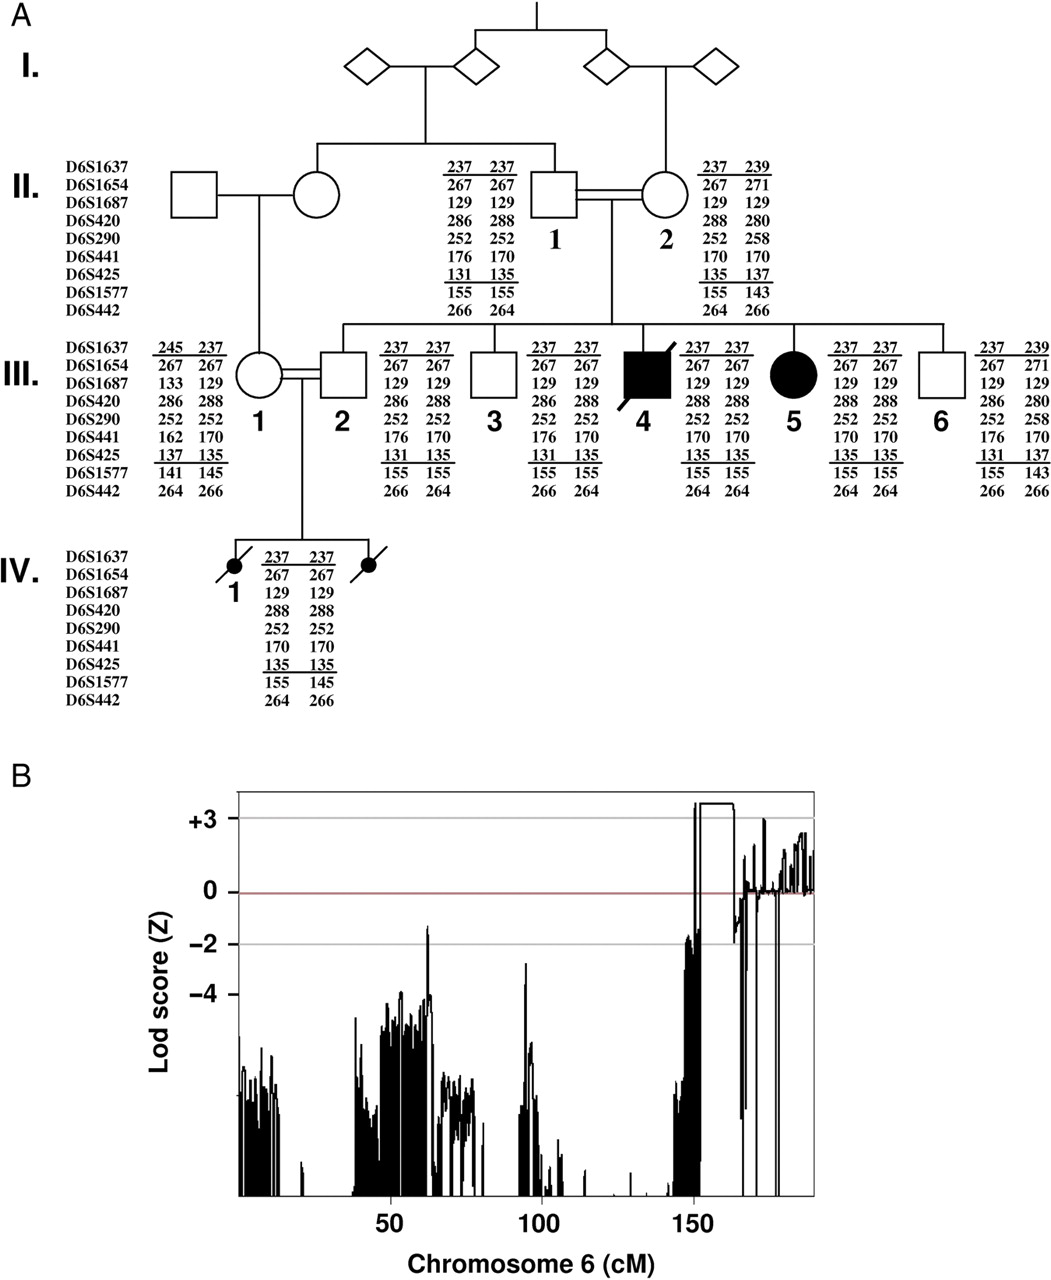 A
I.
II.
D6S1637 237 237 237 239
D6S1654 267 267 267 271
D6S1687 129 129 129 129
D6S420 286 288 288 280
D6S290 252 252 252 258
D6S441 176 170 170 170
D6S425 131 135 135 137
D6S1577 155 155 155 143
D6S442 266 264 264 266
1 2
III.
D6S1637 245 237 237 237 237 237 237 237 237 237 237 239
D6S1654 267 267 267 267 267 267 267 267 267 267 267 271
D6S1687 133 129 129 129 129 129 129 129 129 129 129 129
D6S420 286 288 286 288 286 288 288 288 288 288 286 280
D6S290 252 252 252 252 252 252 252 252 252 252 252 258
D6S441 162 170 176 170 176 170 170 170 170 170 176 170
D6S425 137 135 131 135 131 135 135 135 135 135 131 137
D6S1577 141 145 155 155 155 155 155 155 155 155 155 143
D6S442 264 266 266 264 266 264 264 264 264 264 266 266
1 2 3 4 5 6
IV.
D6S1637 237 237
D6S1654 267 267
D6S1687 129 129
D6S420 288 288
D6S290 252 252
D6S441 170 170
D6S425 135 135
D6S1577 155 145
D6S442 264 266
1
B
Lod score (Z)
+3
0
−2
−4
50 100 150
Chromosome 6 (cM)